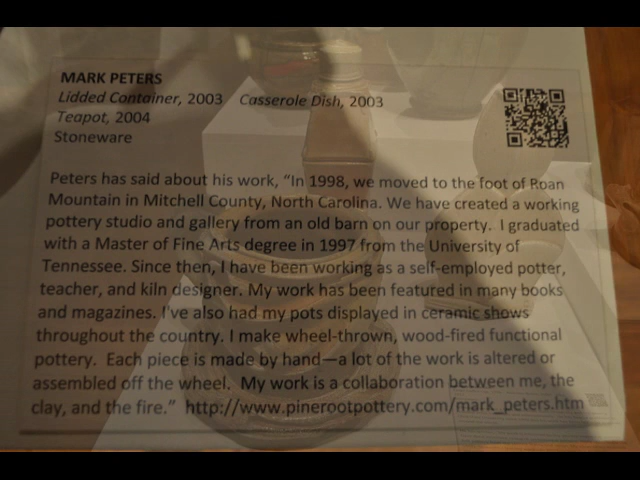 MARK PETERS
Lidded Container, 2003 Casserole Dish, 2003
Teapot, 2004
Stoneware
Peters has said about his work, “In 1998, we moved to the foot of Roan
Mountain in Mitchell County, North Carolina. We have created a working
pottery studio and gallery from an old barn on our property. I graduated
with a Master of Fine Arts degree in 1997 from the University of
Tennessee. Since then, I have been working as a self-employed potter,
teacher, and kiln designer. My work has been featured in many books
and magazines. I've also had my pots displayed in ceramic shows
throughout the country. I make wheel-thrown, wood-fired functional
pottery. Each piece is made by hand—a lot of the work is altered or
assembled off the wheel. My work is a collaboration between me, the
clay, and the fire.” http://www.pinerootpottery.com/mark_peters.htm